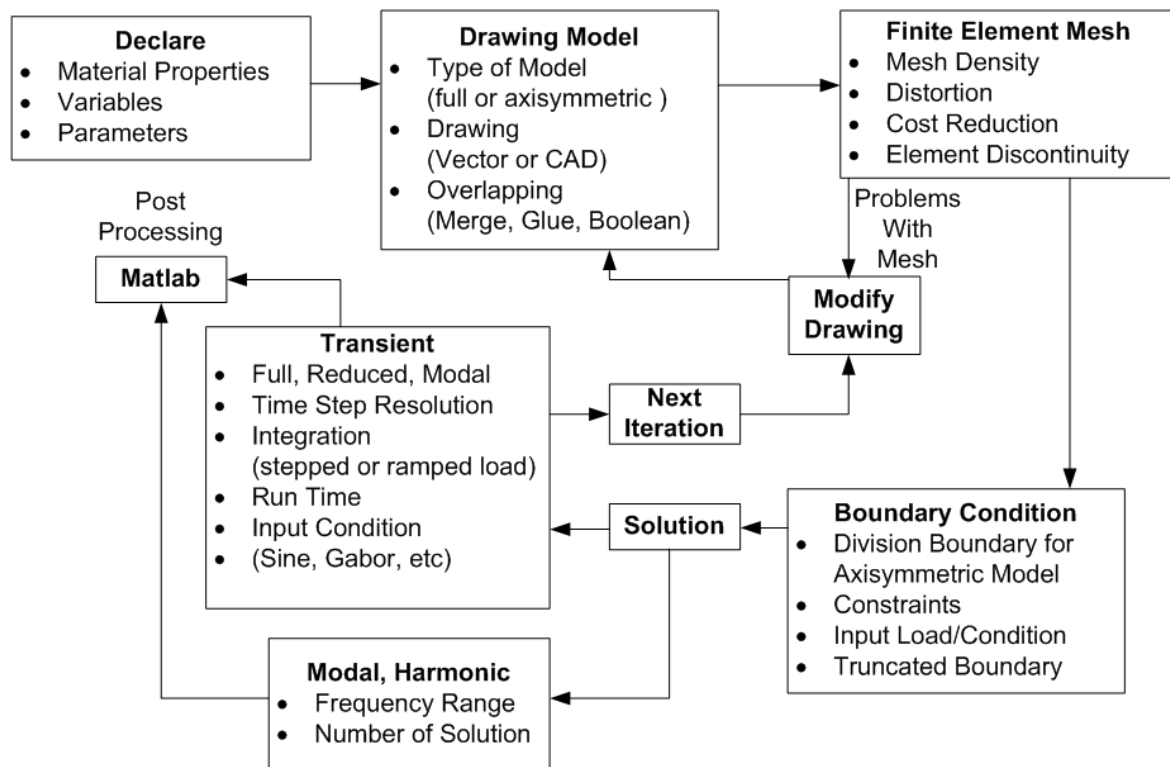 Declare
• Material Properties
• Variables
• Parameters
Drawing Model
• Type of Model
(full or axisymmetric )
• Drawing
(Vector or CAD)
• Overlapping
(Merge, Glue, Boolean)
Finite Element Mesh
• Mesh Density
• Distortion
• Cost Reduction
• Element Discontinuity
Problems
With
Mesh
Modify
Drawing
Post
Processing
Matlab
Transient
• Full, Reduced, Modal
• Time Step Resolution
• Integration
(stepped or ramped load)
• Run Time
• Input Condition
• (Sine, Gabor, etc)
Next
Iteration
Solution
Boundary Condition
• Division Boundary for
Axisymmetric Model
• Constraints
• Input Load/Condition
• Truncated Boundary
Modal, Harmonic
• Frequency Range
• Number of Solution